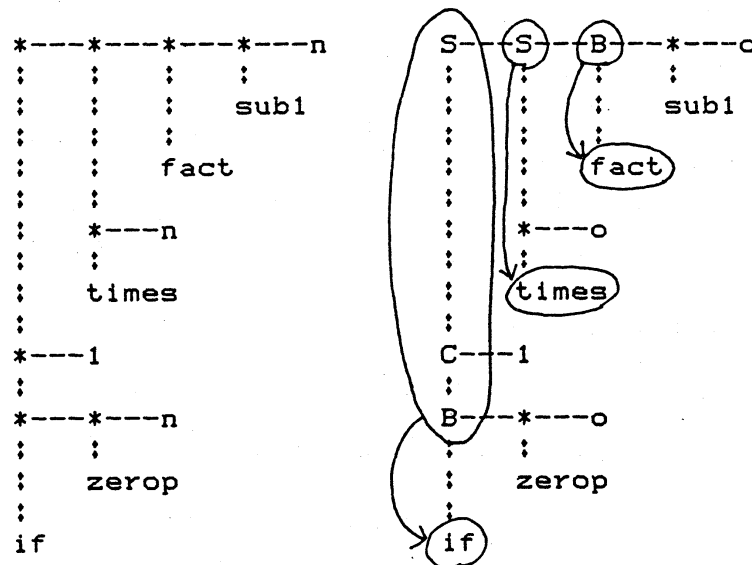 *----*----*----*----n S----S----B----*----o
sub1 sub1
fact fact
*---n *---o
times times
*---1 C---1
*---*---n B---*---o
zerop zerop
if if